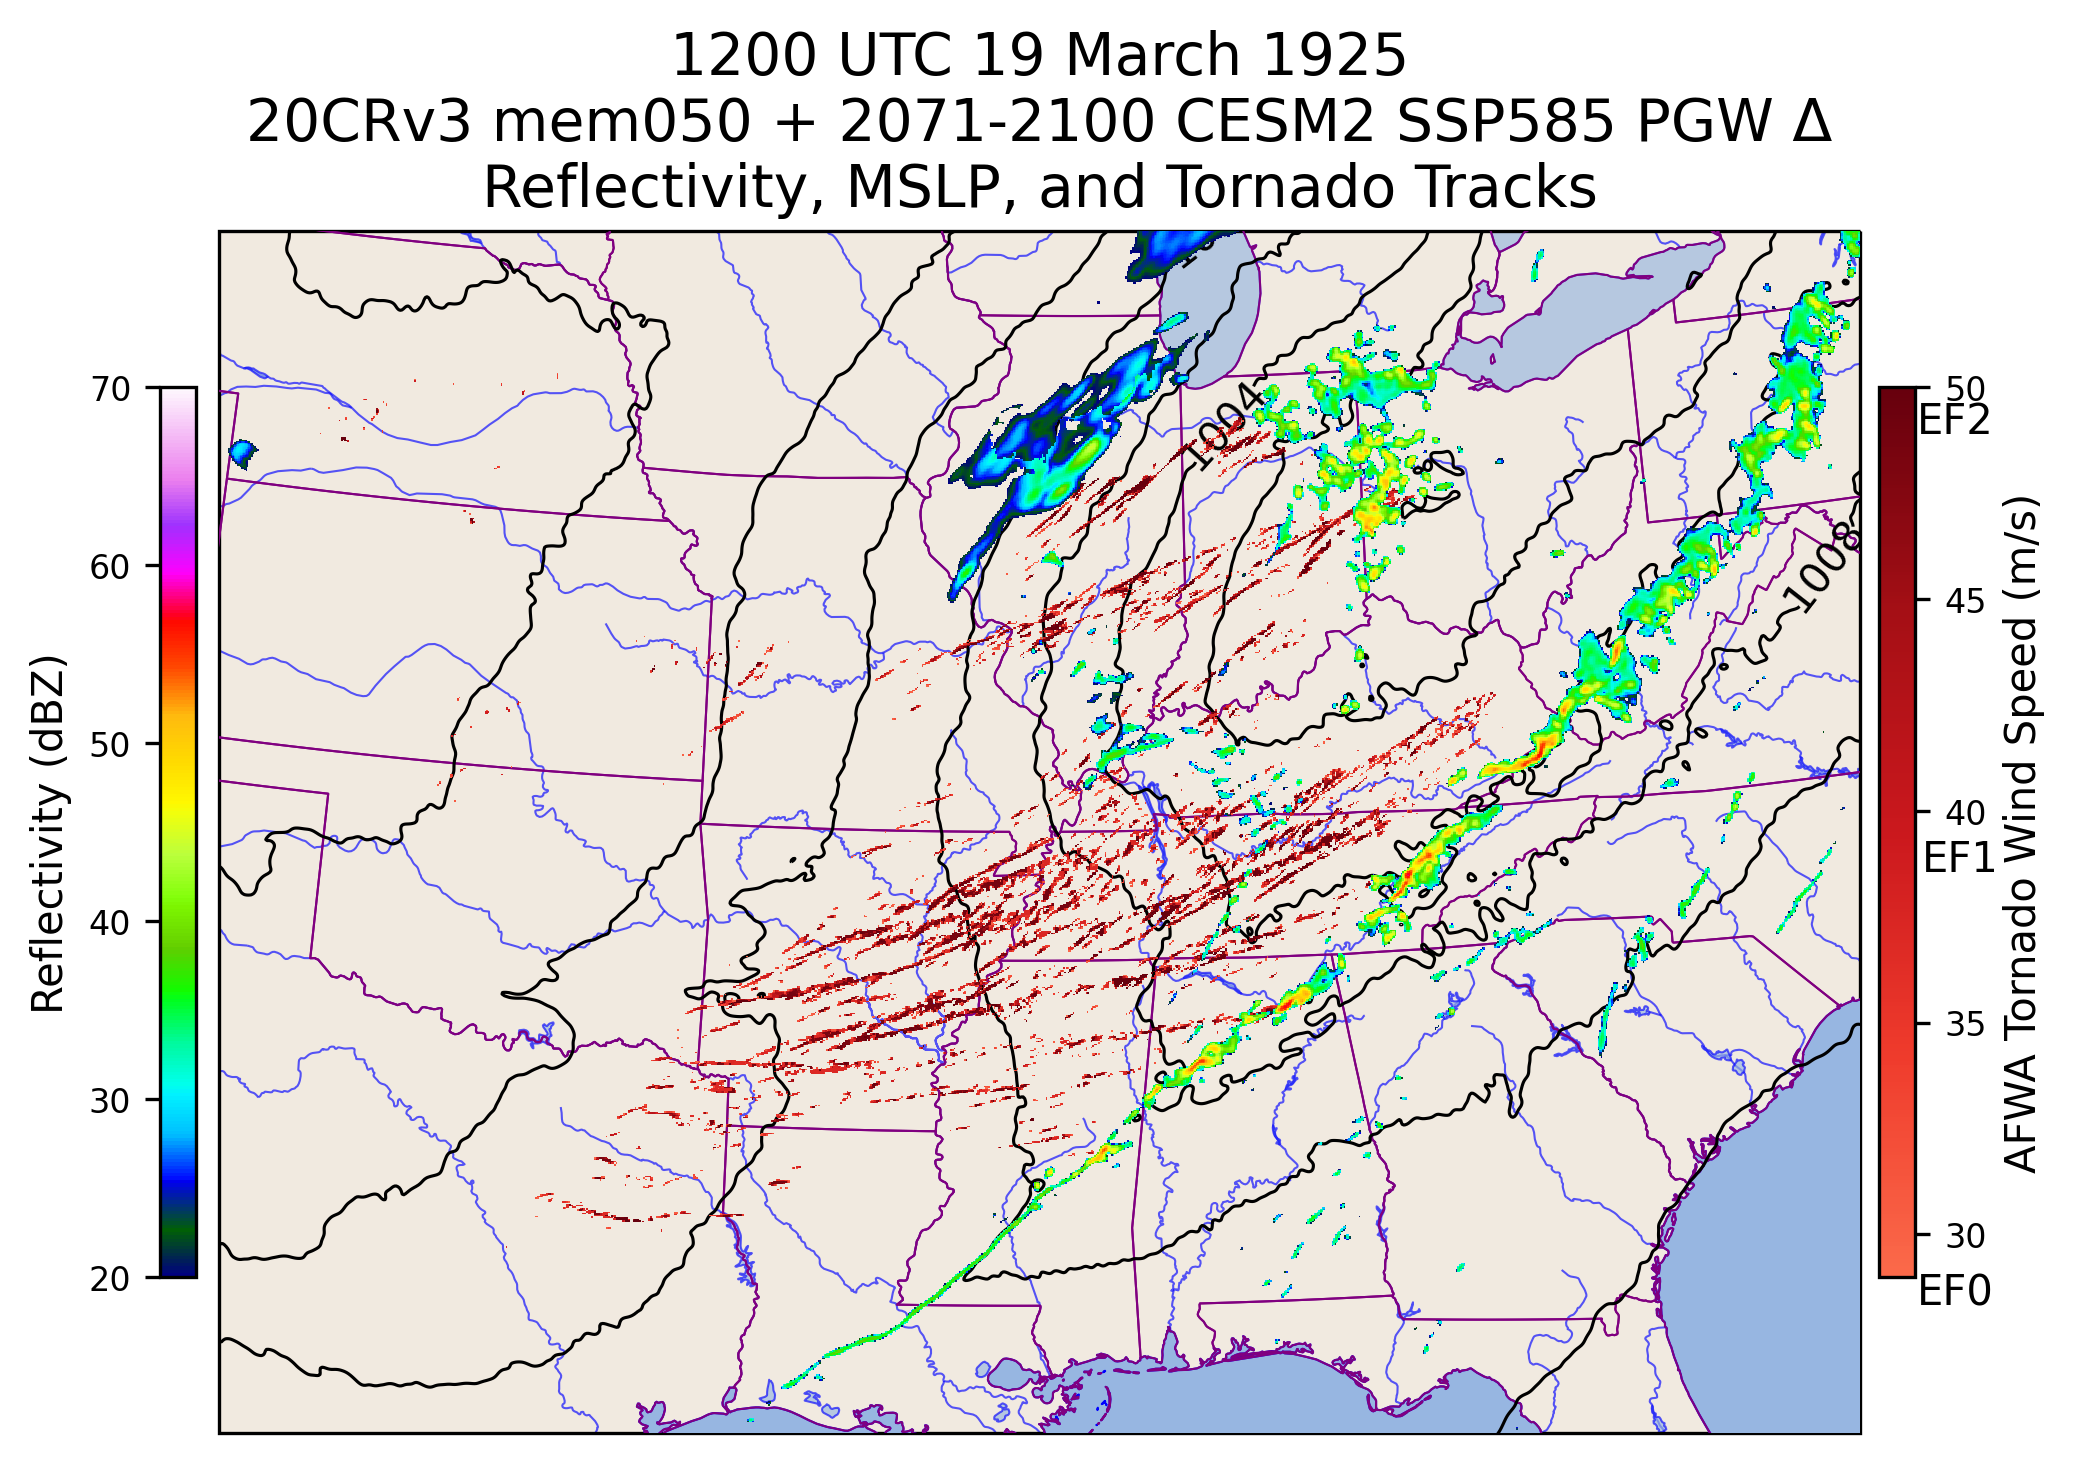 1200 UTC 19 March 1925
20CRv3 mem050 + 2071-2100 CESM2 SSP585 PGW Δ
Reflectivity, MSLP, and Tornado Tracks
70
60
50
40
30
20
Reflectivity (dBZ)
1004
1008
50
EF2
45
40
EF1
35
30
EF0
AFWA Tornado Wind Speed (m/s)